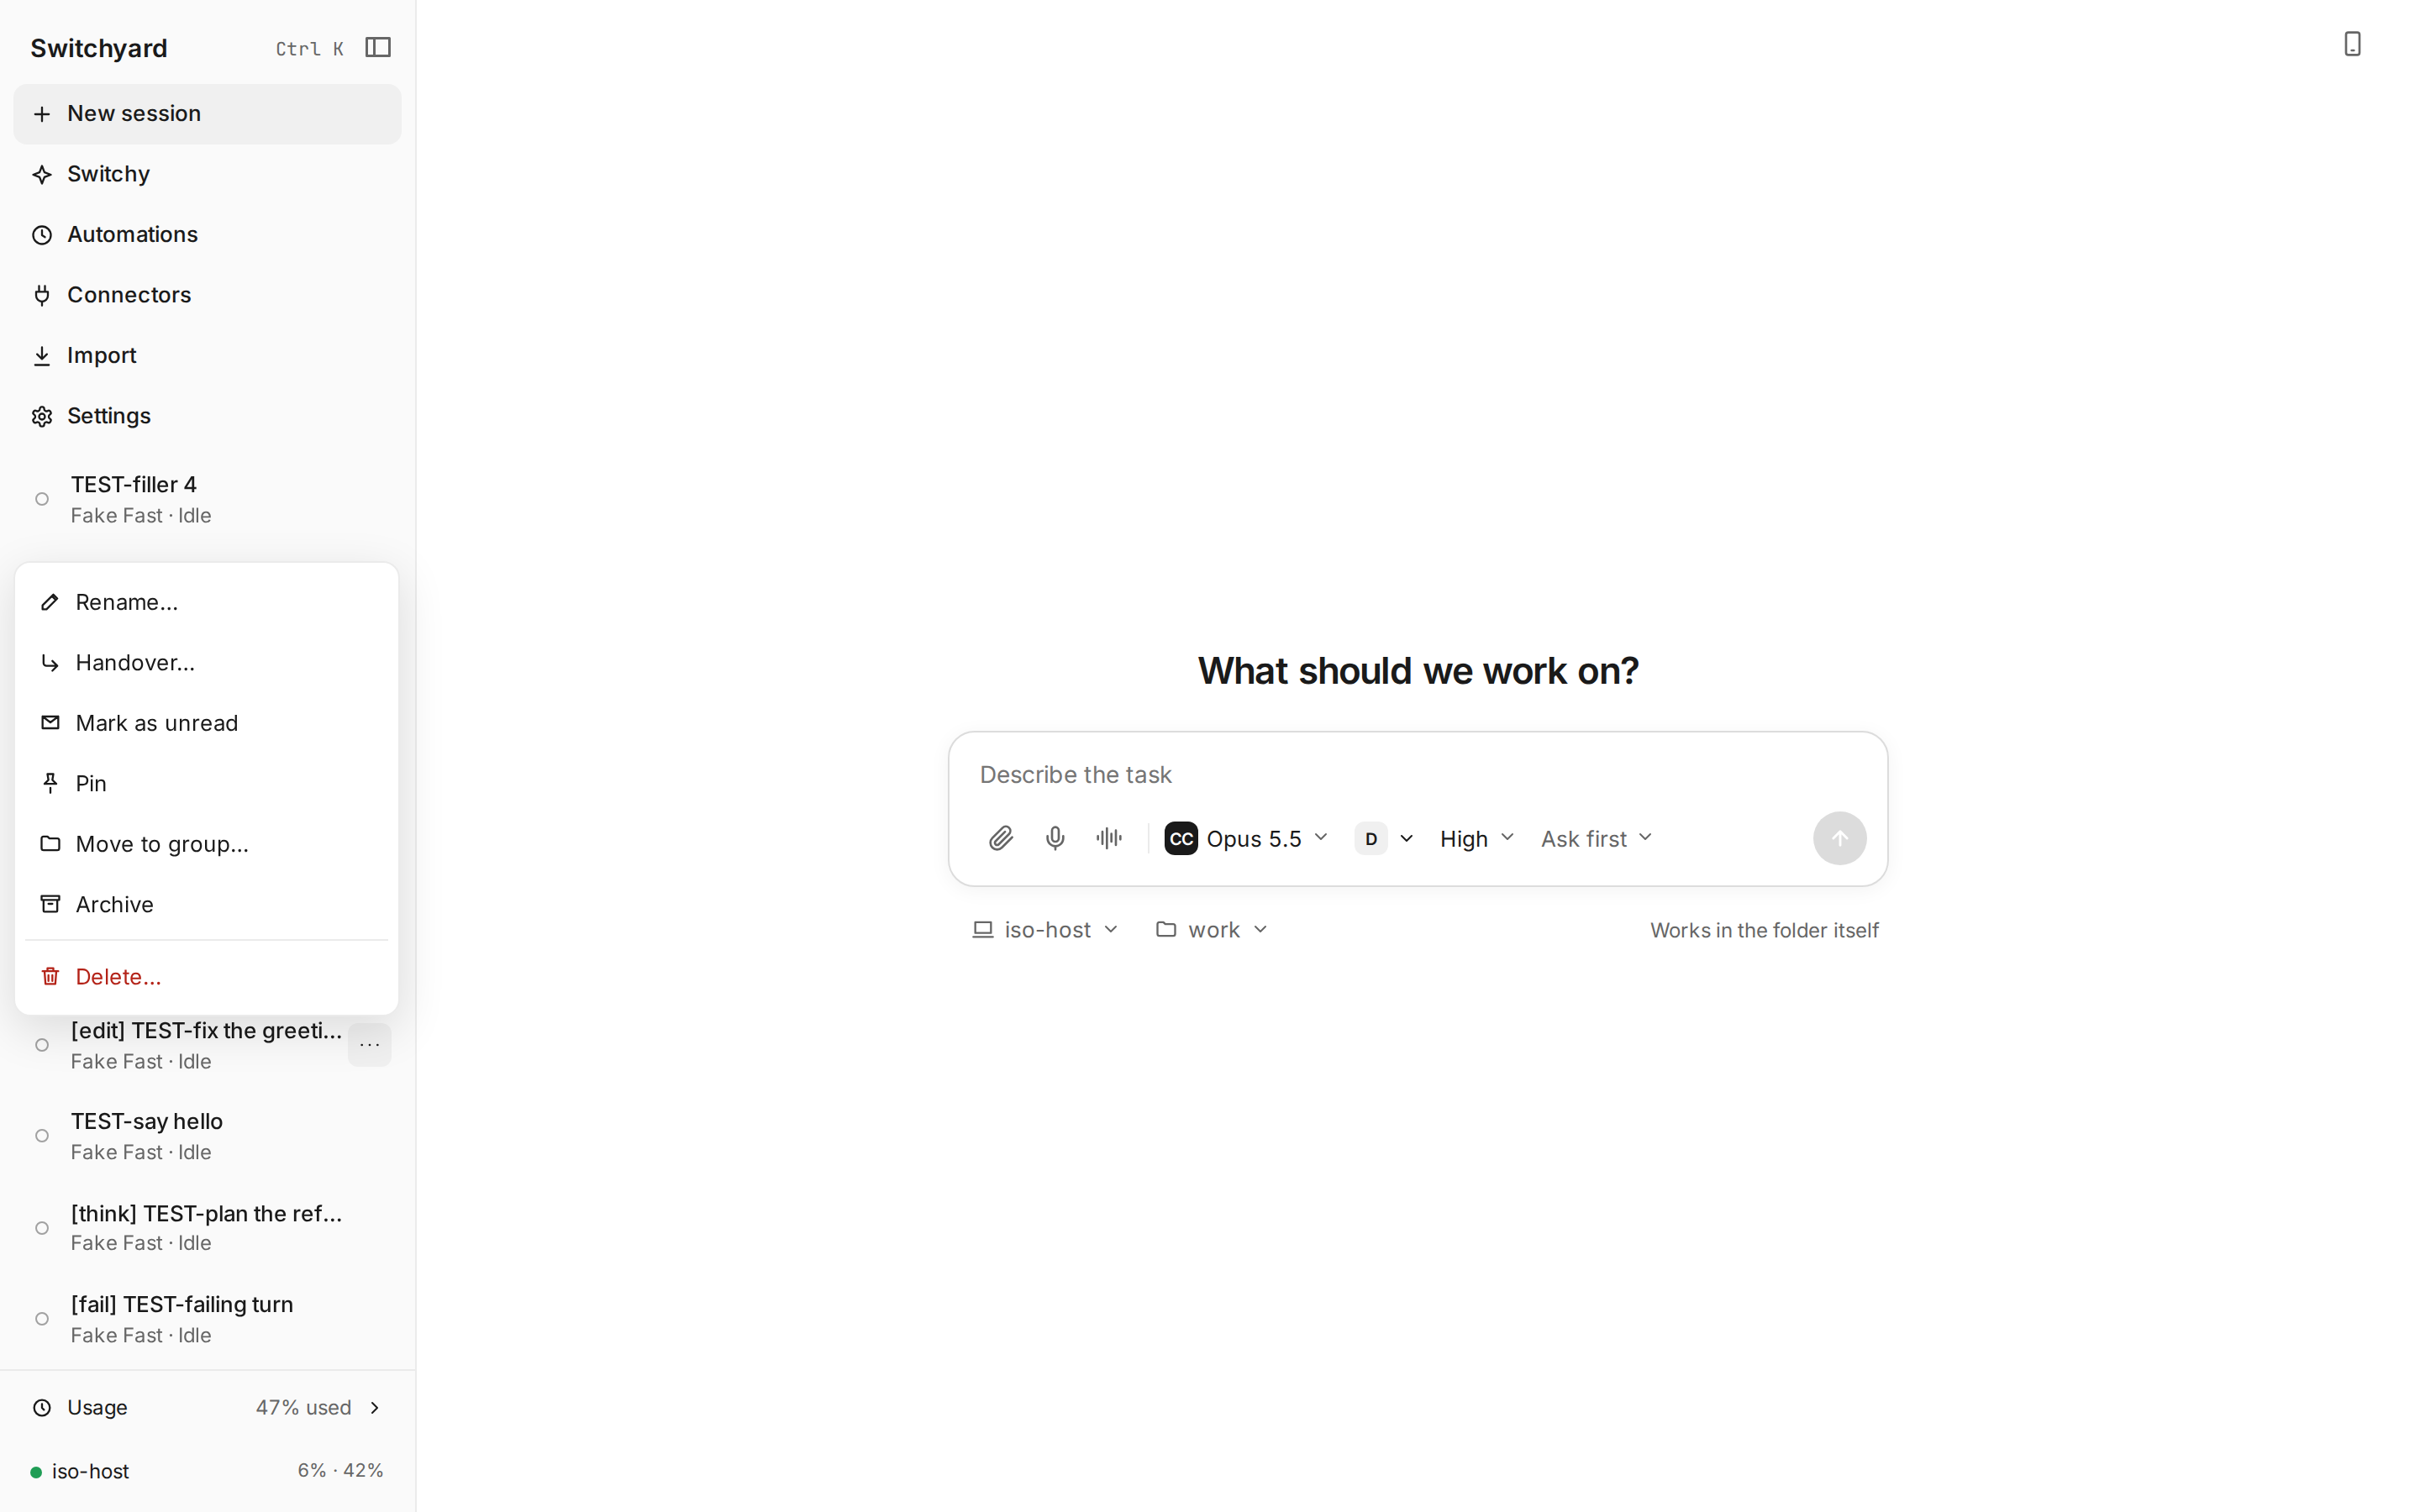 Switchyard Ctrl K
New session
Switchy
Automations
Connectors
Import
Settings
TEST-filler 4
Fake Fast · Idle
Rename...
Handover...
Mark as unread
Pin
Move to group...
Archive
Delete...
[edit] TEST-fix the greeti...
Fake Fast · Idle
TEST-say hello
Fake Fast · Idle
[think] TEST-plan the ref...
Fake Fast · Idle
[fail] TEST-failing turn
Fake Fast · Idle
Usage 47% used
iso-host 6% · 42%
What should we work on?
Describe the task
CC Opus 5.5 D High Ask first
iso-host work Works in the folder itself